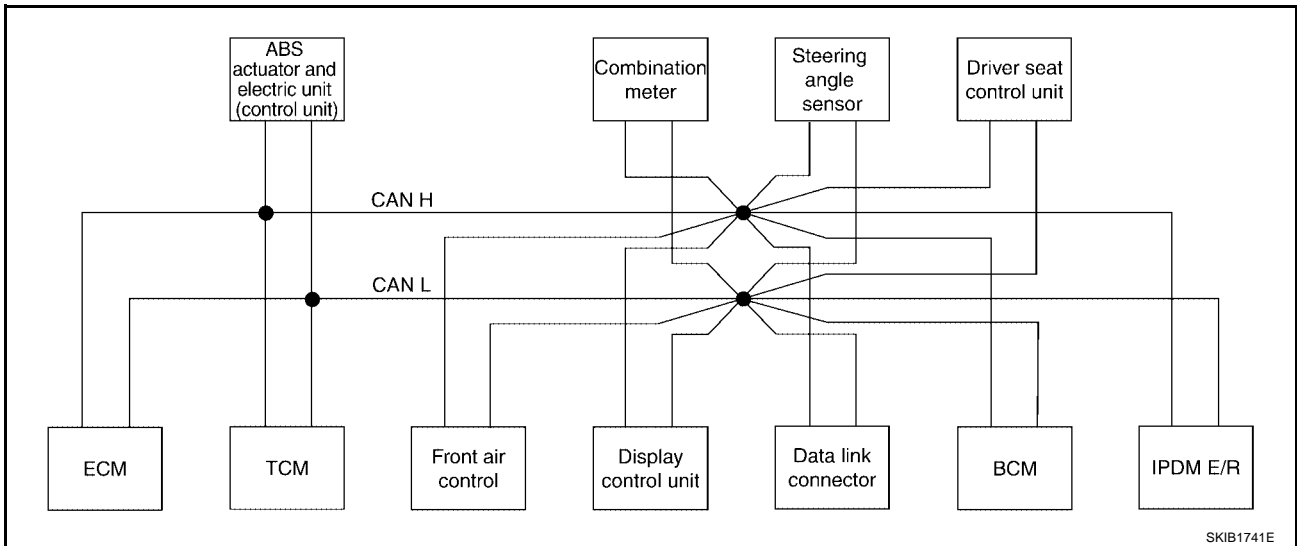 ABS
actuator and
electric unit
(control unit)
Combination
meter
Steering
angle
sensor
Driver seat
control unit
CAN H
CAN L
ECM
TCM
Front air
control
Display
control unit
Data link
connector
BCM
IPDM E/R
SKIB1741E